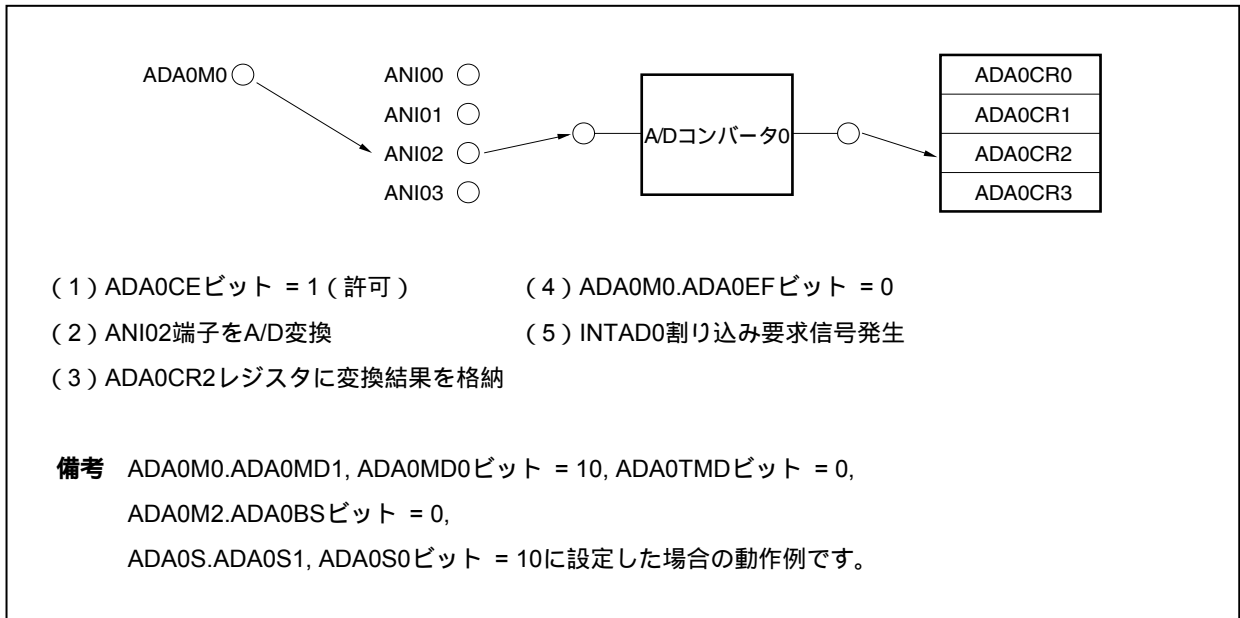 ADA0M0
ANI00
ANI01
ANI02
ANI03
A/Dコンバータ0
ADA0CR0
ADA0CR1
ADA0CR2
ADA0CR3
（1）ADA0CEビット = 1（許可）
（2）ANI02端子をA/D変換
（3）ADA0CR2レジスタに変換結果を格納
（4）ADA0M0.ADA0EFビット = 0
（5）INTAD0割り込み要求信号発生
備考 ADA0M0.ADA0MD1, ADA0MD0ビット = 10, ADA0TMDビット = 0,
ADA0M2.ADA0BSビット = 0,
ADA0S.ADA0S1, ADA0S0ビット = 10に設定した場合の動作例です。